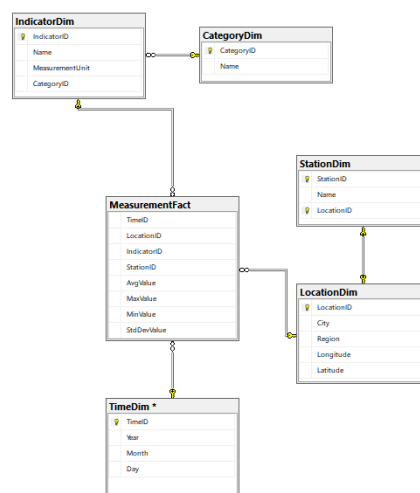 IndicatorDim
IndicatorID
Name
MeasurementUnit
CategoryID
CategoryDim
CategoryID
Name
StationDim
StationID
Name
LocationID
MeasurementFact
TimeID
LocationID
IndicatorID
StationID
AvgValue
MaxValue
MinValue
StdDevValue
LocationDim
LocationID
City
Region
Longitude
Latitude
TimeDim *
TimeID
Year
Month
Day